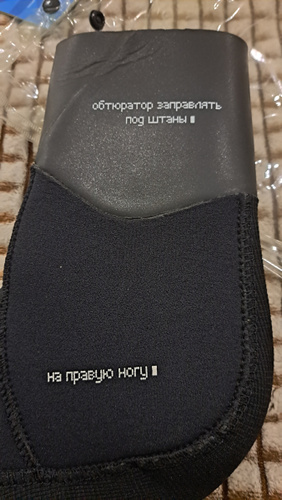 обтюратор заправлять
под штаны
на правую ногу